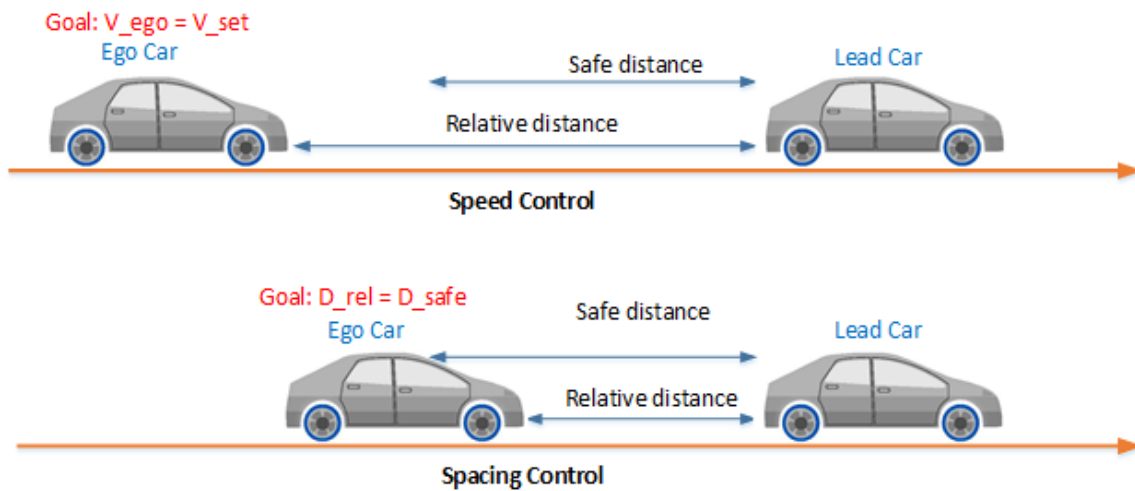 Goal: V_ego = V_set
Ego Car
Safe distance
Lead Car
Relative distance
Speed Control
Goal: D_rel = D_safe
Ego Car
Safe distance
Lead Car
Relative distance
Spacing Control